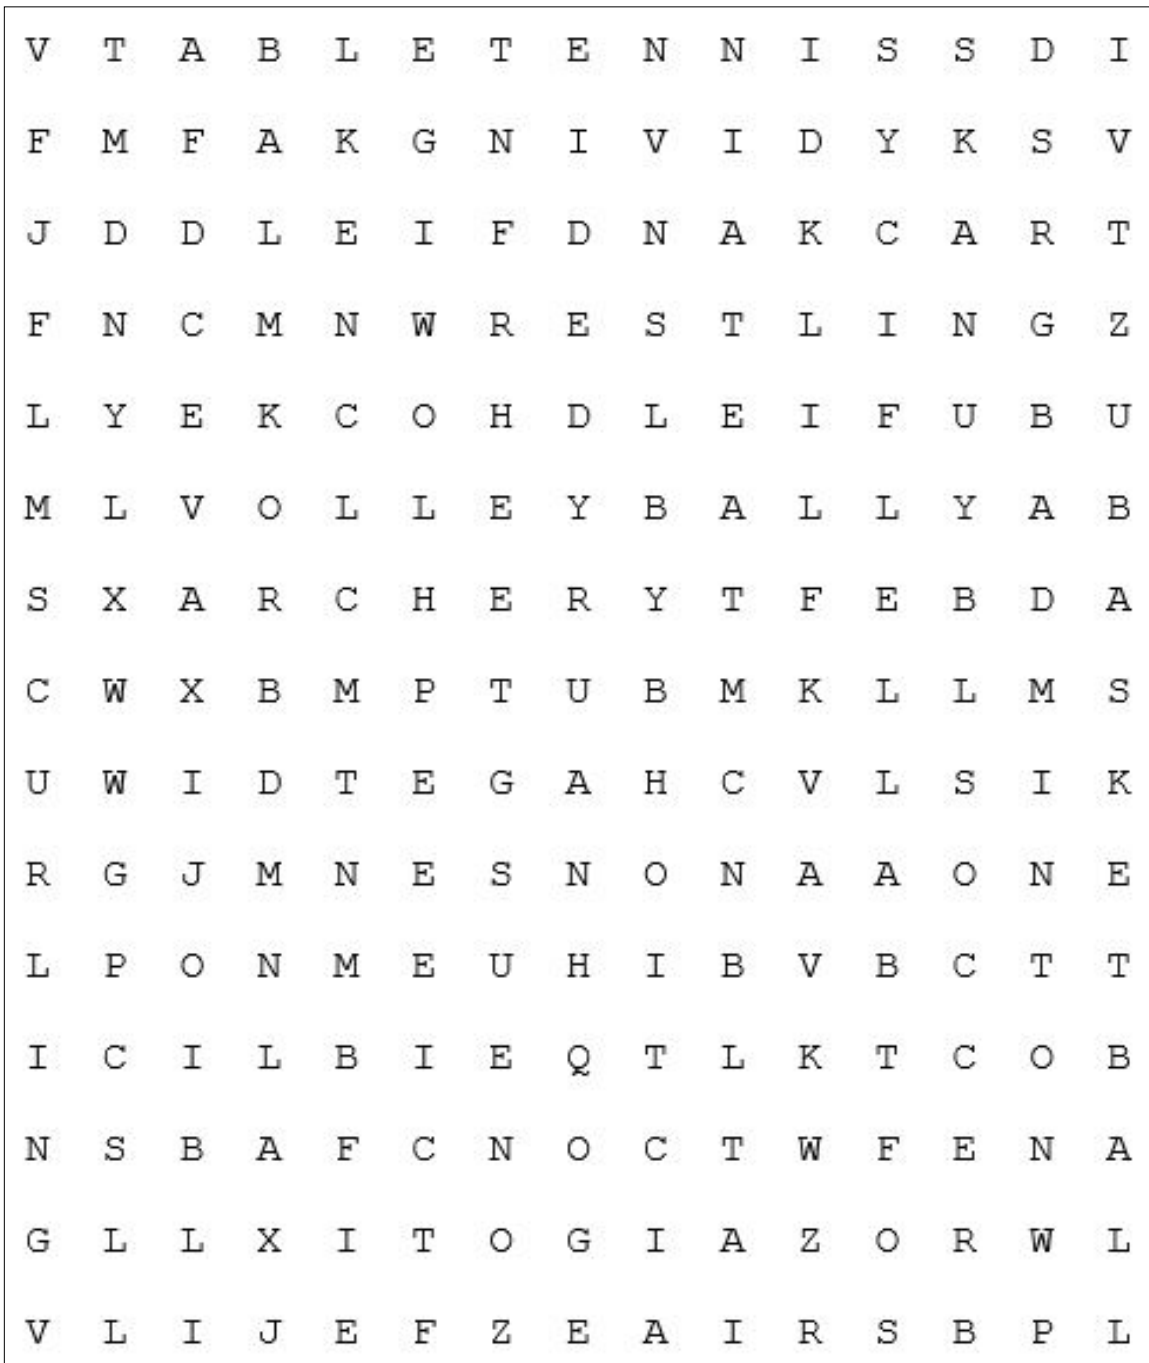 V T A B L E T E N N I S S D I
F M F A K G N I V I D Y K S V
J D D L E I F D N A K C A R T
F N C M N W R E S T L I N G Z
L Y E K C O H D L E I F U B U
M L V O L L E Y B A L L Y A B
S X A R C H E R Y T F E B D A
C W X B M P T U B M K L L M S
U W I D T E G A H C V L S I K
R G J M N E S N O N A A O N E
L P O N M E U H I B V B C T T
I C I L B I E Q T L K T C O B
N S B A F C N O C T W F E N A
G L L X I T O G I A Z O R W L
V L I J E F Z E A I R S B P L